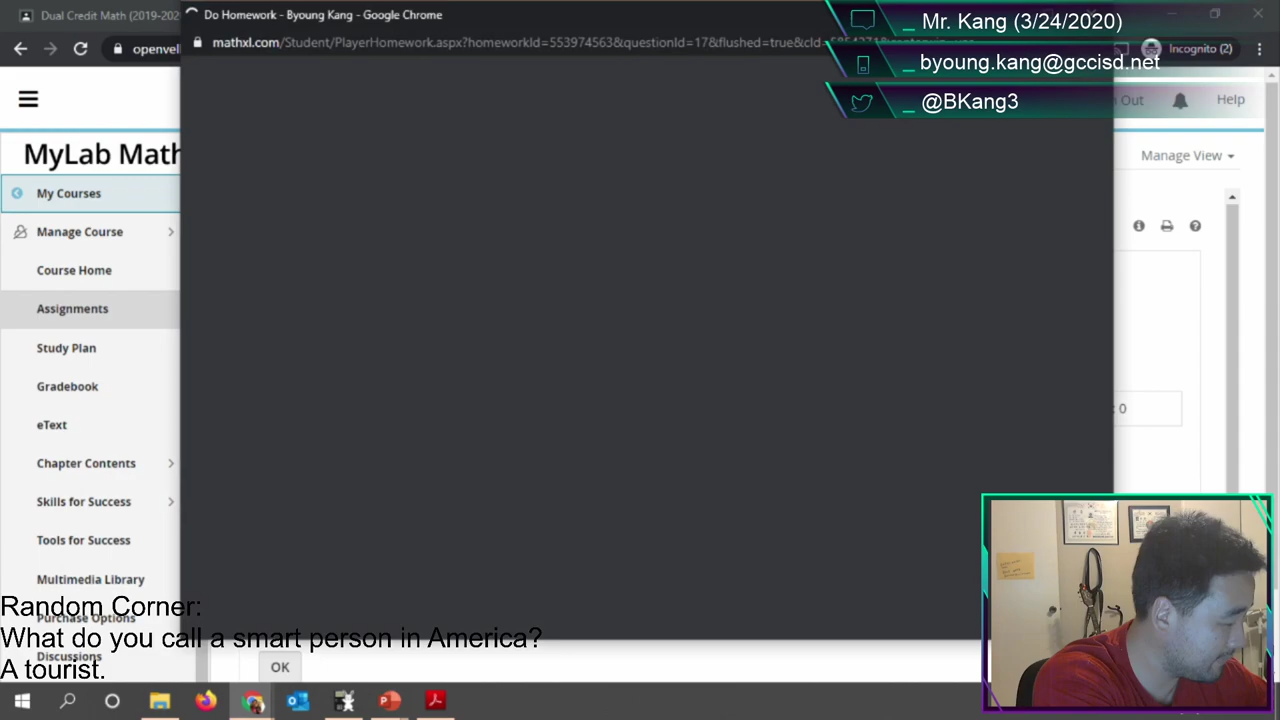 Dual Credit Math (2019-202
Do Homework - Byoung Kang - Google Chrome
mathxl.com/Student/PlayerHomework.aspx?homeworkId=553974563&questionId=17&flushed=true&cId=
openvell
Incognito (2)
Mr. Kang (3/24/2020)
_ byoung.kang@gccisd.net
_ @BKang3
Out
Help
MyLab Math
Manage View
My Courses
Manage Course
Course Home
Assignments
Study Plan
Gradebook
eText
Chapter Contents
Skills for Success
Tools for Success
Multimedia Library
Purchase Options
Discussions
0
Random Corner:
What do you call a smart person in America?
A tourist.
OK